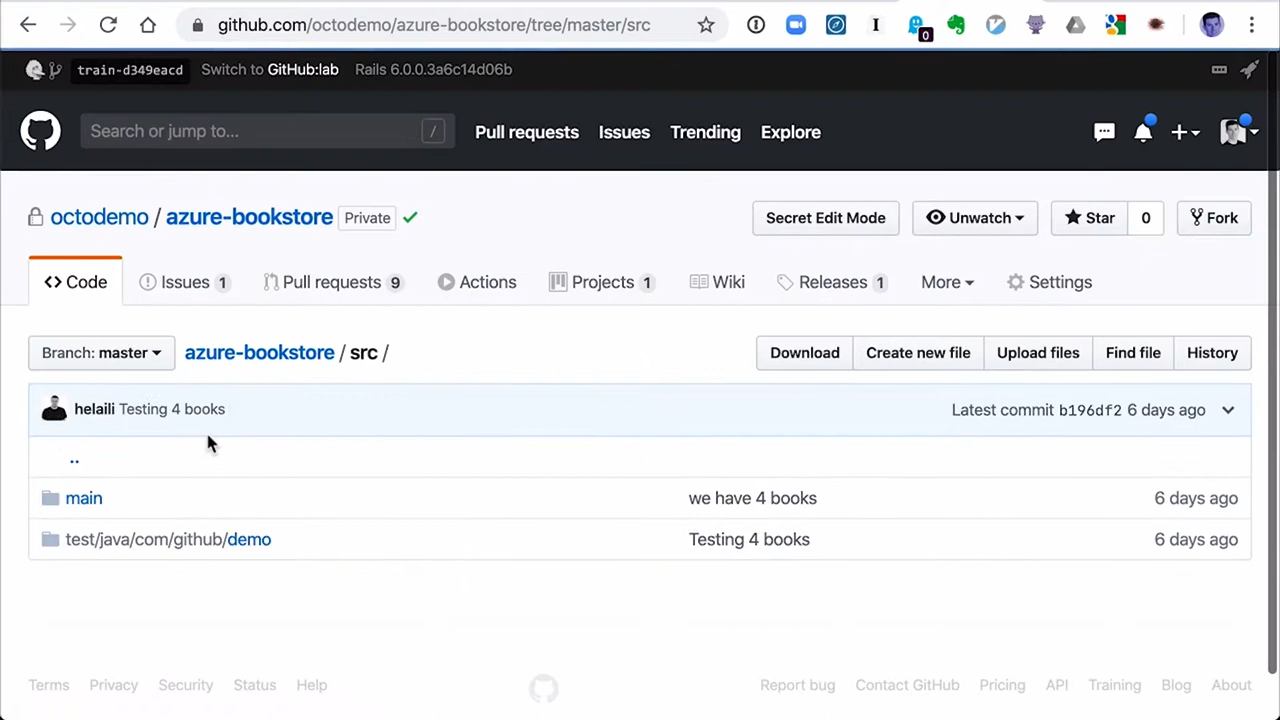 github.com/octodemo/azure-bookstore/tree/master/src
0
train-d349eacd Switch to GitHub:lab Rails 6.0.0.3a6c14d06b
Search or jump to... / Pull requests Issues Trending Explore
octodemo / azure-bookstore Private Secret Edit Mode Unwatch Star 0 Fork
Code Issues 1 Pull requests 9 Actions Projects 1 Wiki Releases 1 More Settings
Branch: master azure-bookstore / src / Download Create new file Upload files Find file History
helaili Testing 4 books Latest commit b196df2 6 days ago
..
main we have 4 books 6 days ago
test/java/com/github/demo Testing 4 books 6 days ago
Terms Privacy Security Status Help Report bug Contact GitHub Pricing API Training Blog About